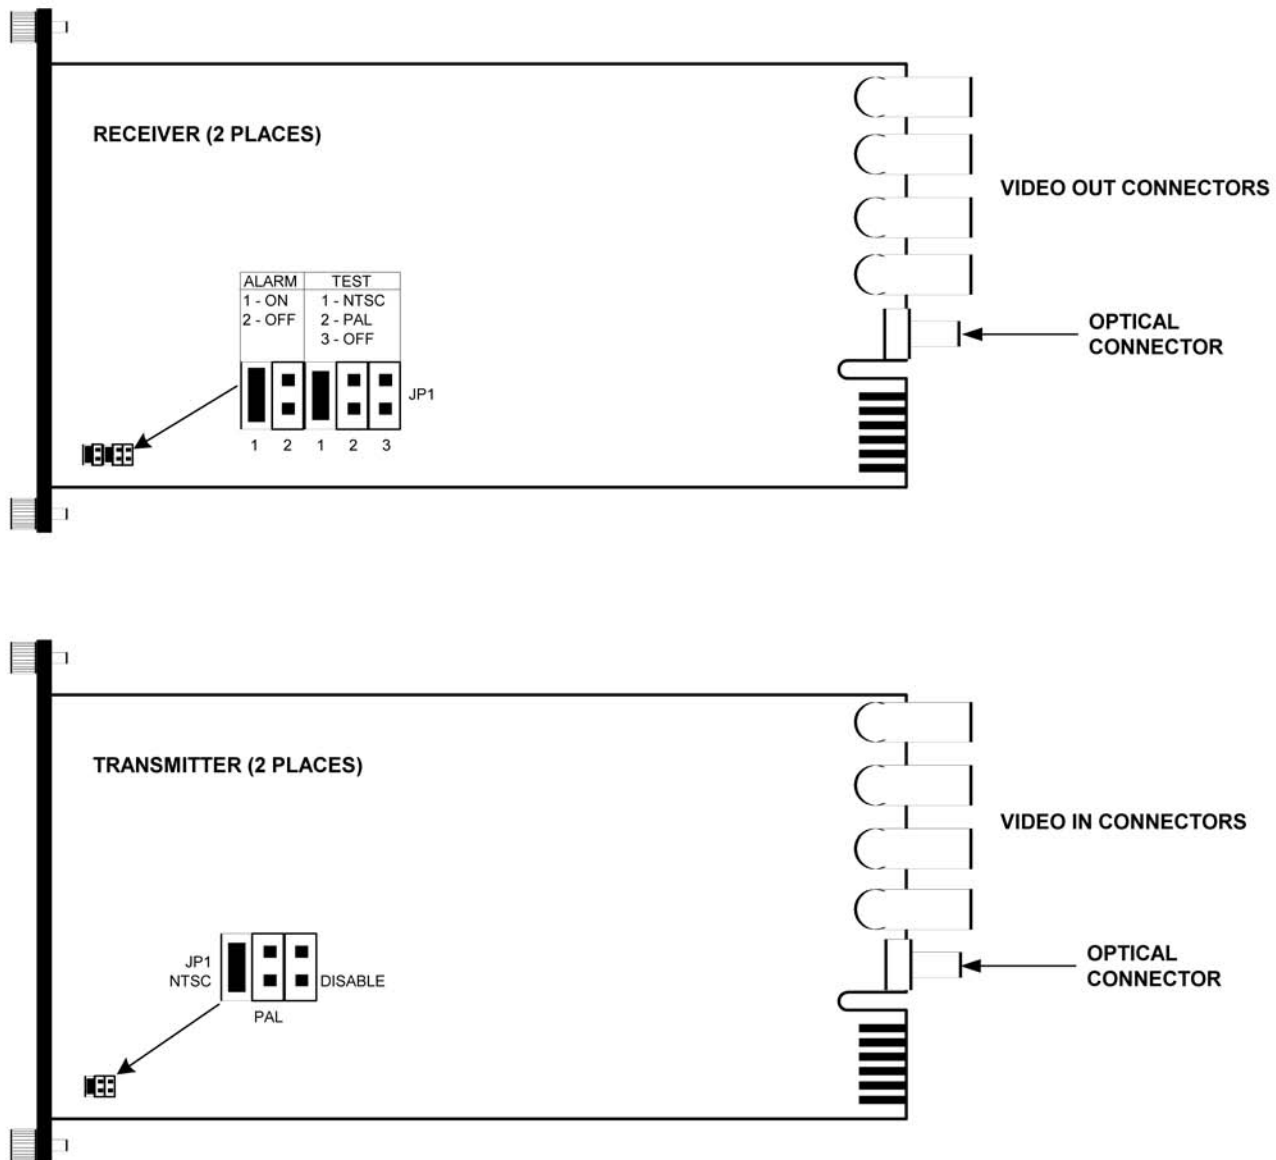 RECEIVER (2 PLACES)
VIDEO OUT CONNECTORS
ALARM TEST
1 - ON 1 - NTSC
2 - OFF 2 - PAL
3 - OFF
OPTICAL
CONNECTOR
JP1
1 2 1 2 3
TRANSMITTER (2 PLACES)
VIDEO IN CONNECTORS
JP1
NTSC
DISABLE
PAL
OPTICAL
CONNECTOR